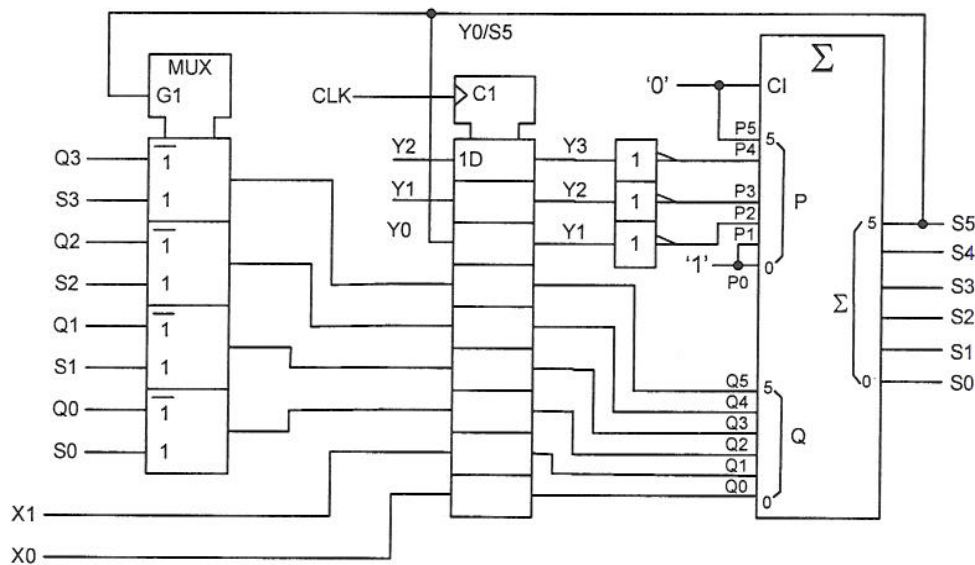 Y0/S5
MUX
G1
Q3
1
S3
1
Q2
1
S2
1
Q1
1
S1
1
Q0
1
S0
1
X1
X0
CLK
C1
Y2
1D
Y3
1
Y1
Y2
1
Y0
Y1
1
'0'
'1'
Σ
CI
P5
5
P4
P3
P
P2
P1
0
P0
Q5
5
Q4
Q3
Q
Q2
Q1
Q0
0
5
Σ
0
S5
S4
S3
S2
S1
S0